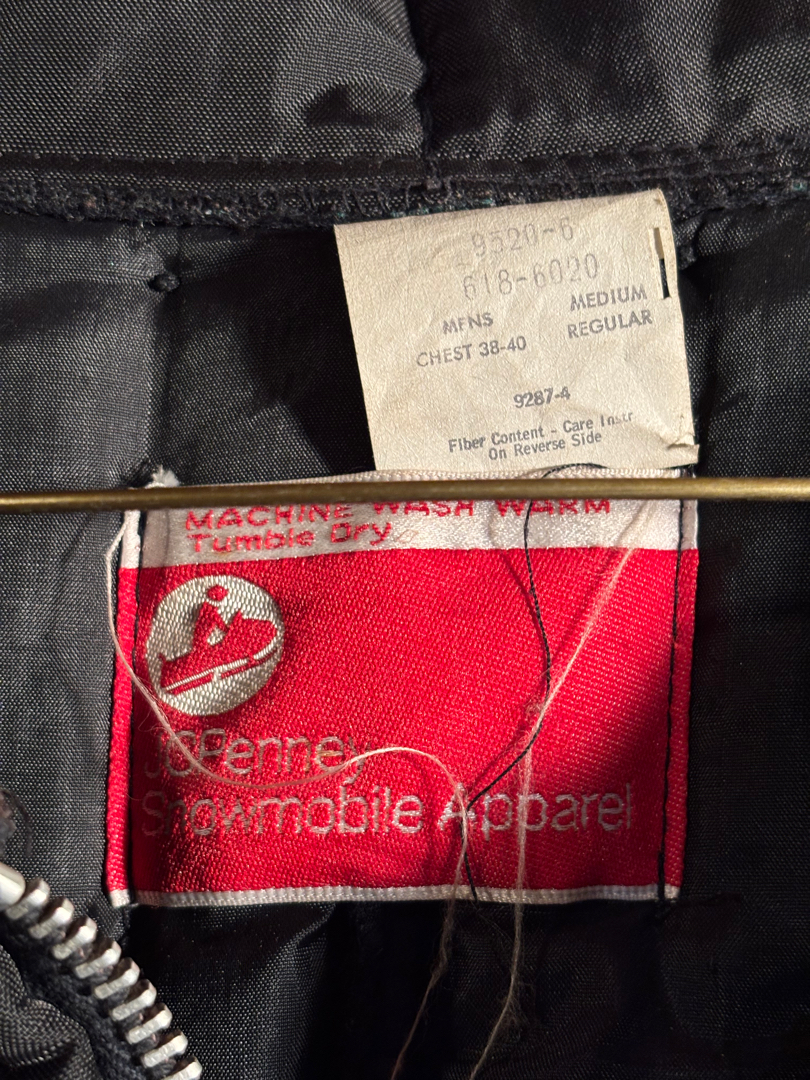 9520-6
618-6020
MENS MEDIUM
CHEST 38-40 REGULAR
9287-4
Fiber Content - Care Instr
On Reverse Side
MACHINE WASH WARM
Tumble Dry
JCPenney
Snowmobile Apparel